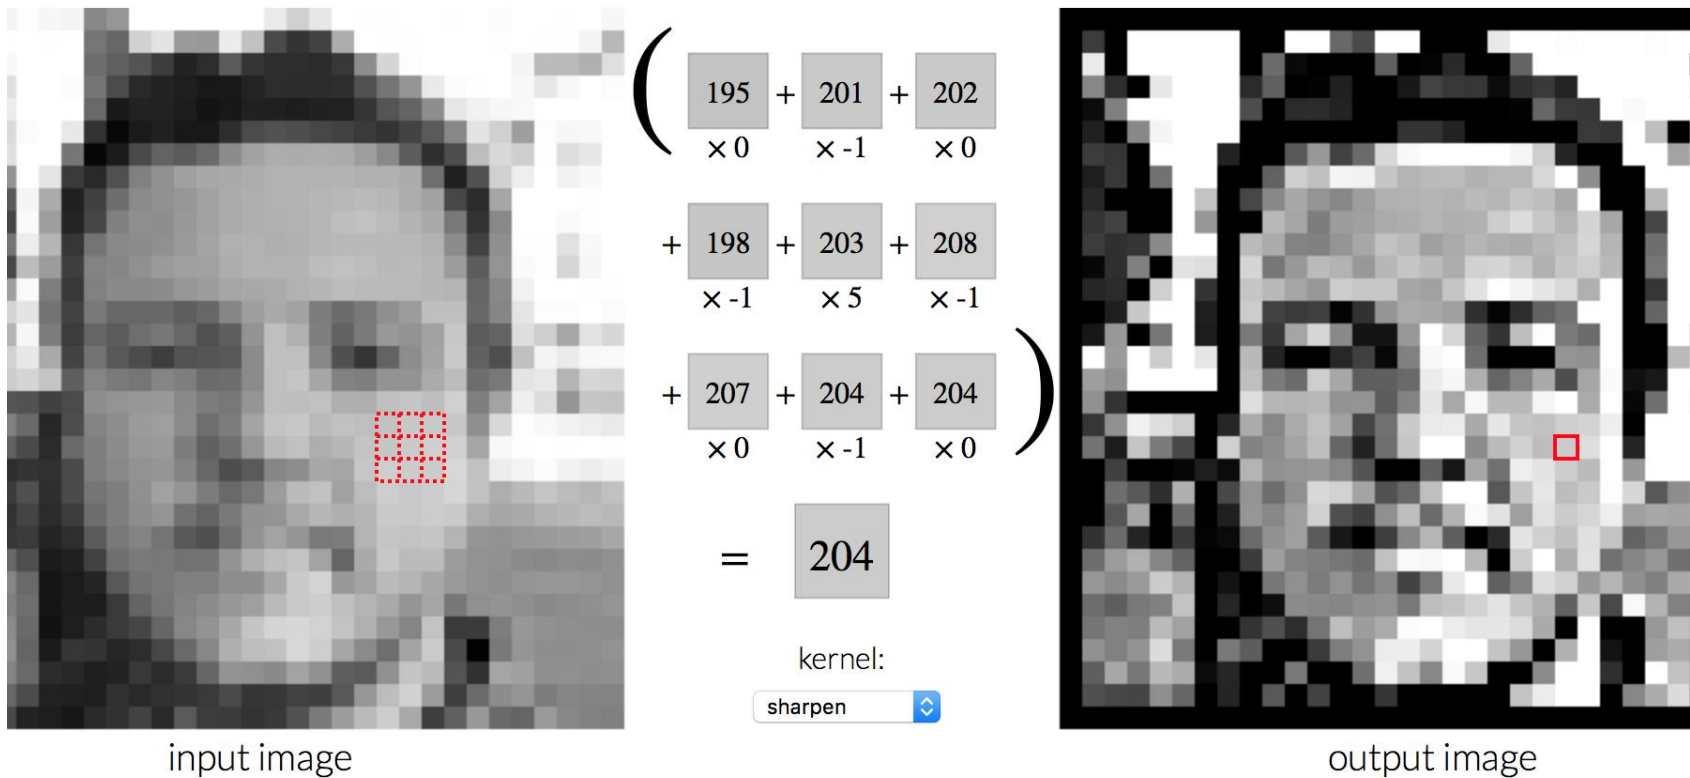 ( 195 + 201 + 202
× 0 × -1 × 0
+ 198 + 203 + 208
× -1 × 5 × -1
+ 207 + 204 + 204 )
× 0 × -1 × 0
= 204
kernel:
sharpen
input image
output image